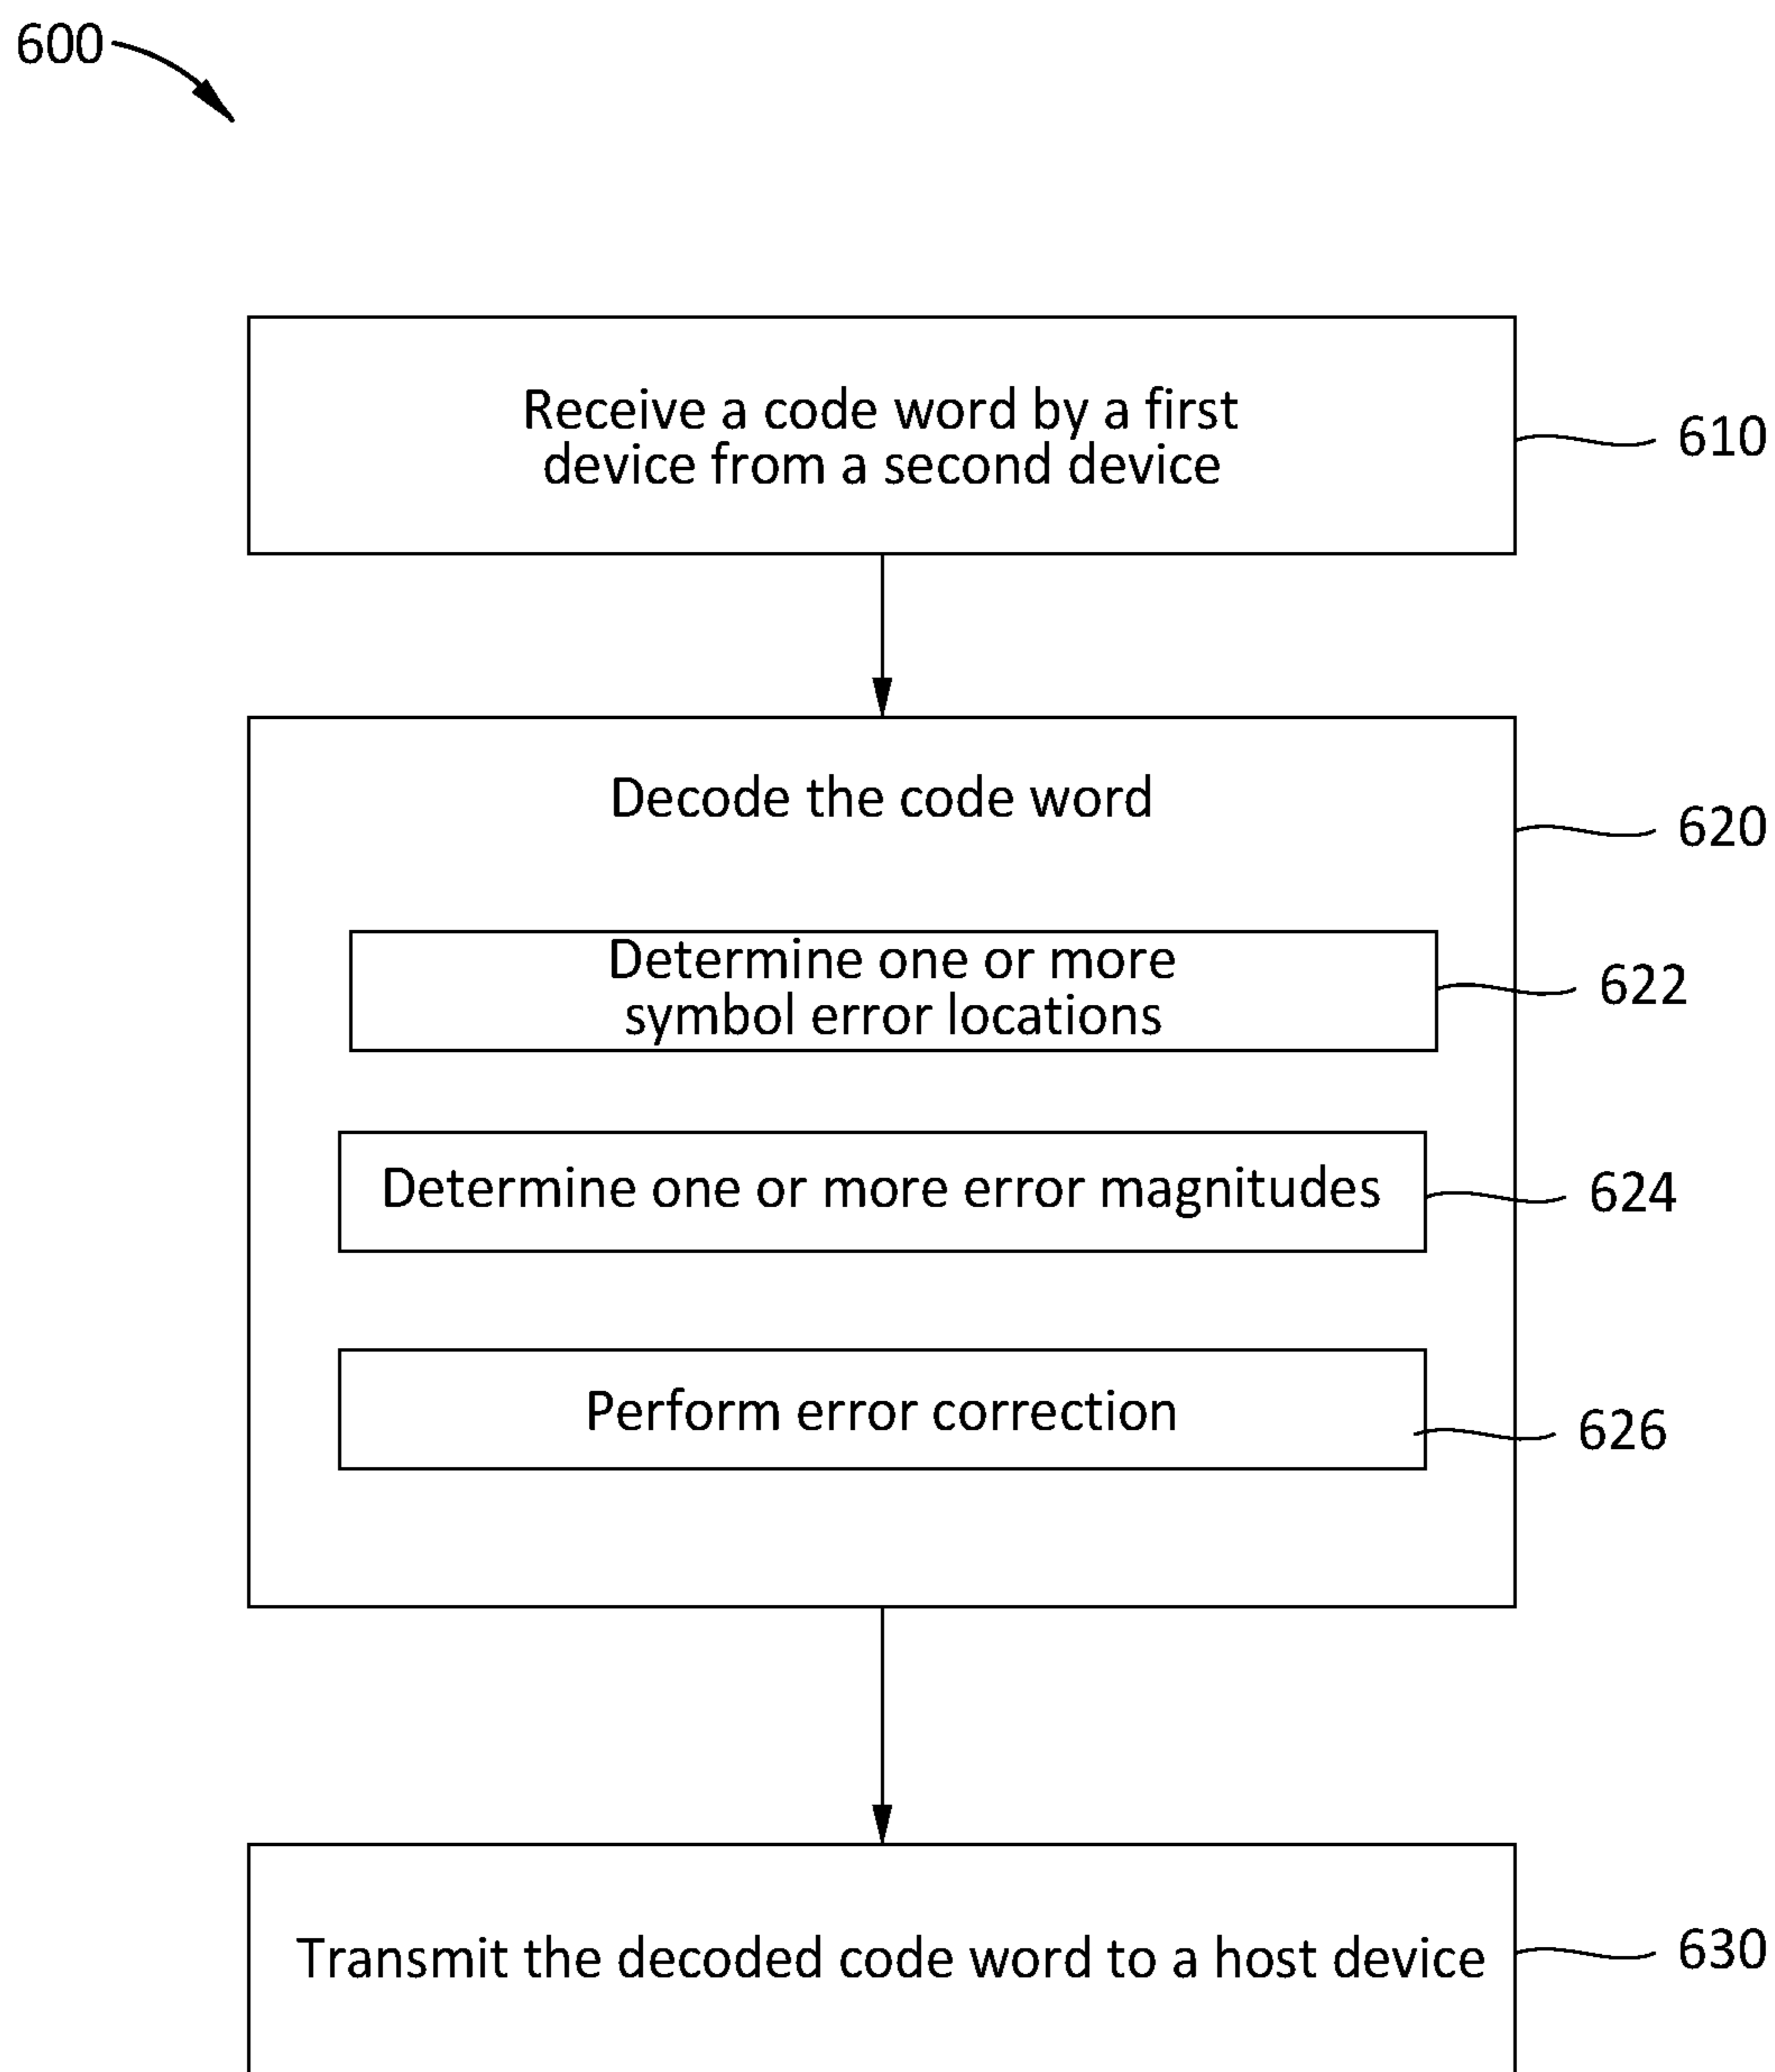 600
Receive a code word by a first
device from a second device
610
Decode the code word
620
Determine one or more
symbol error locations
622
Determine one or more error magnitudes
624
Perform error correction
626
Transmit the decoded code word to a host device
630